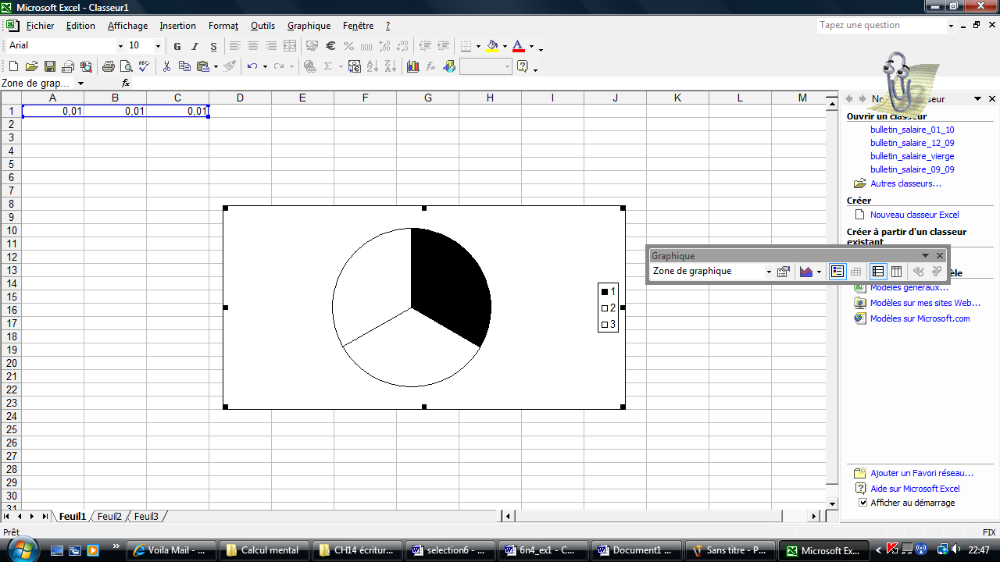 Microsoft Excel - Classeur1
Fichier Edition Affichage Insertion Format Outils Graphique Fenêtre ?
Tapez une question
Arial 10 G I S € % 000
Zone de grap... fx
A B C D E F G H I J K L M
1 0,01 0,01 0,01
2
3
4
5
6
7
8
9
10
11
12
13
14
15
16
17
18
19
20
21
22
23
24
25
26
27
28
29
30
31
1
2
3
Ouvrir un classeur
bulletin_salaire_01_10
bulletin_salaire_12_09
bulletin_salaire_vierge
bulletin_salaire_09_09
Autres classeurs...
Créer
Nouveau classeur Excel
Créer à partir d'un classeur
existant
Graphique
Zone de graphique
Modèles généraux...
Modèles sur mes sites Web...
Modèles sur Microsoft.com
Ajouter un Favori réseau...
Aide sur Microsoft Excel
Afficher au démarrage
Feuil1 Feuil2 Feuil3
Prêt FIX
Voila Mail - ... Calcul mental CH14 écritur... selection6 - ... 6n4_ex1 - C... Document1 ... Sans titre - P... Microsoft Ex... 22:47